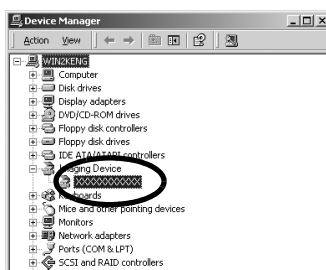 Device Manager
Action View
WIN2KENG
Computer
Disk drives
Display adapters
DVD/CD-ROM drives
Floppy disk controllers
Floppy disk drives
IDE ATA/ATAPI controllers
Imaging Device
XXXXXXXXXXXX
Keyboards
Mice and other pointing devices
Monitors
Network adapters
Ports (COM & LPT)
SCSI and RAID controllers